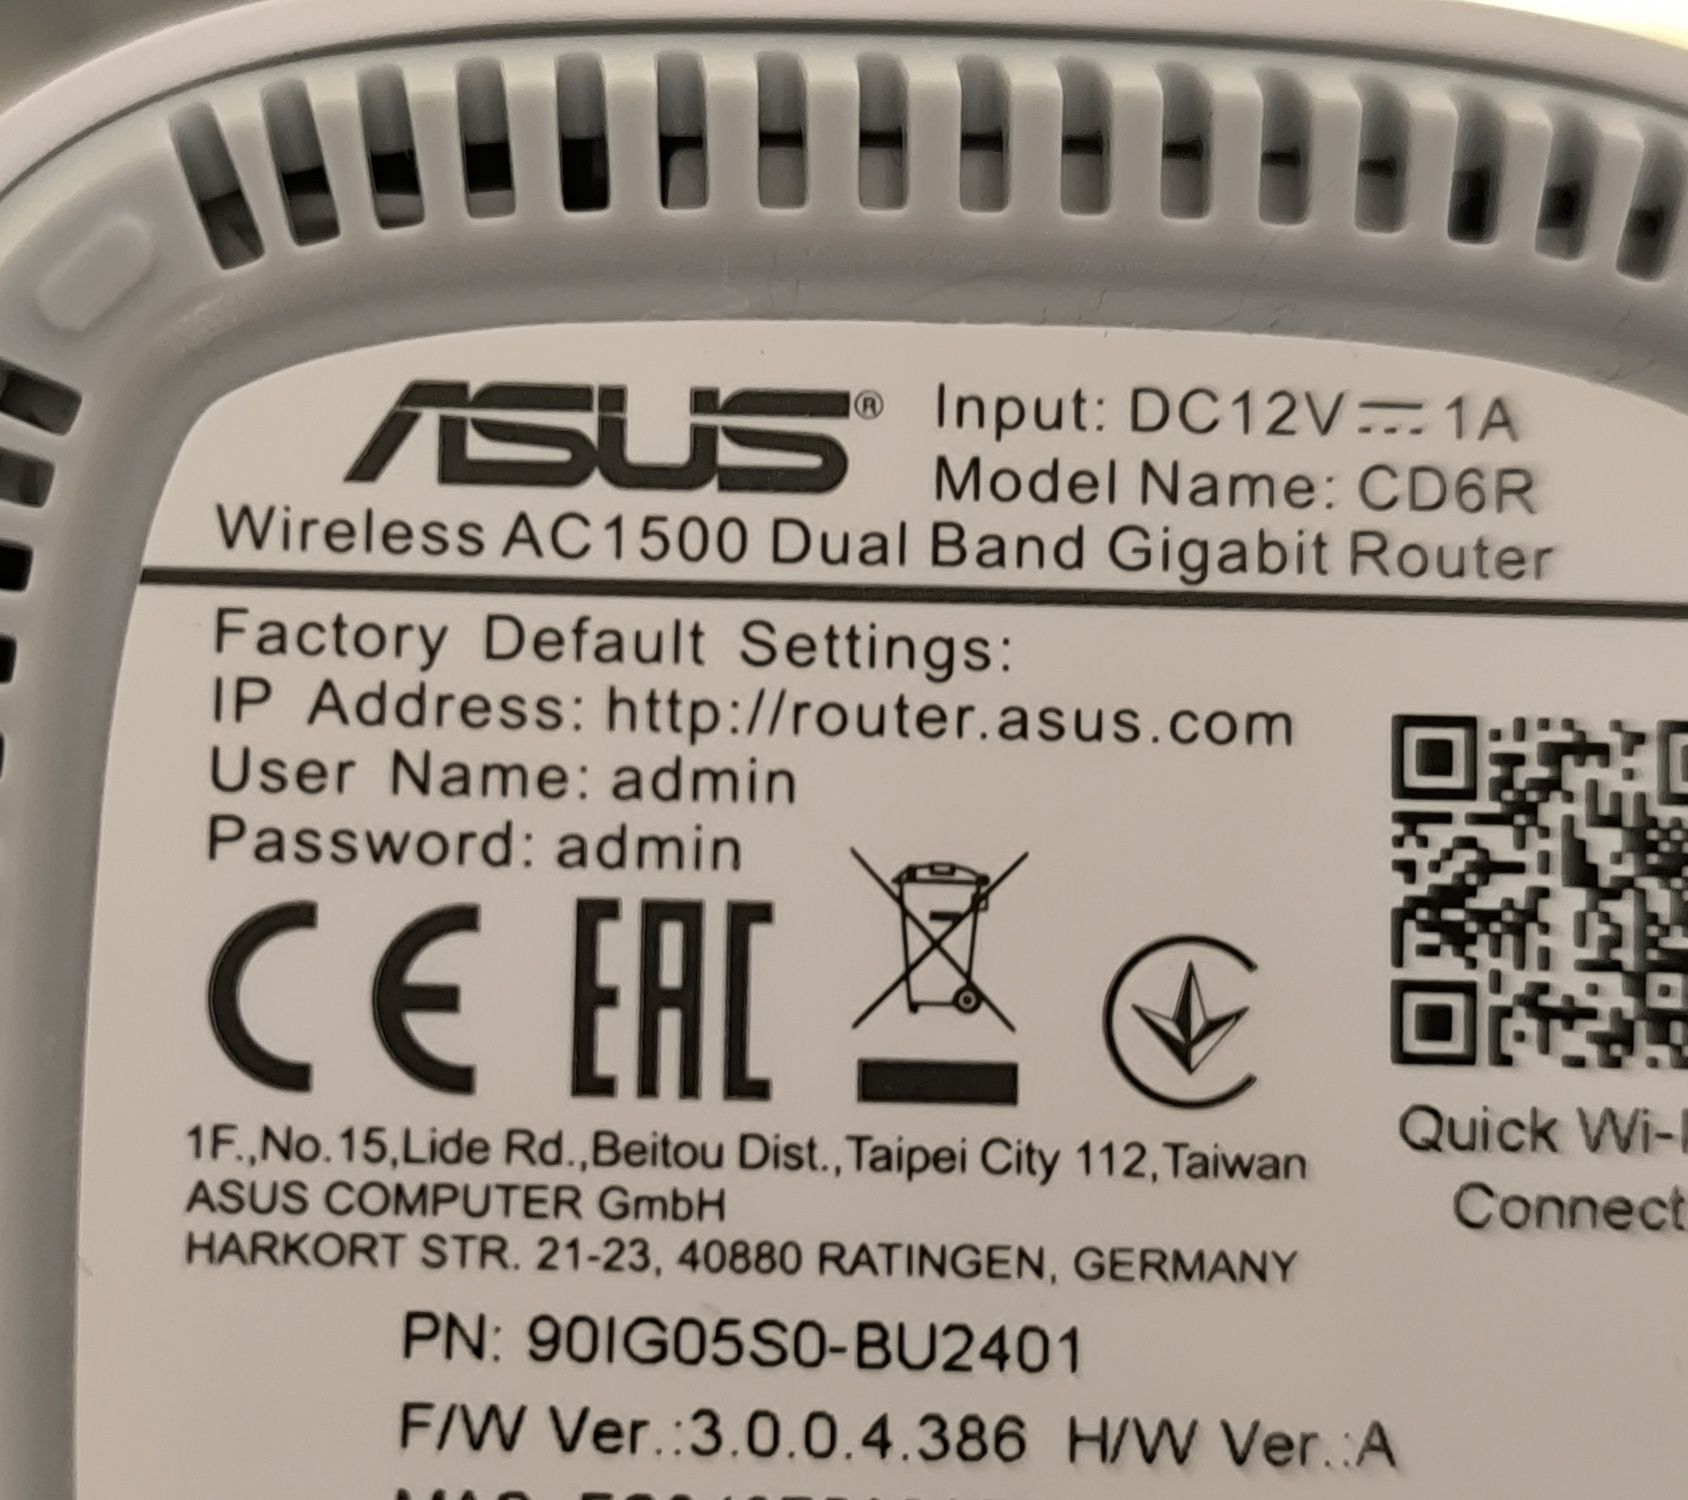 ASUS® Input: DC12V⎓1A
Model Name: CD6R
Wireless AC1500 Dual Band Gigabit Router
Factory Default Settings:
IP Address: http://router.asus.com
User Name: admin
Password: admin
CE EAC
Quick Wi-
Connect
1F.,No.15,Lide Rd.,Beitou Dist.,Taipei City 112,Taiwan
ASUS COMPUTER GmbH
HARKORT STR. 21-23, 40880 RATINGEN, GERMANY
PN: 90IG05S0-BU2401
F/W Ver.:3.0.0.4.386 H/W Ver.:A